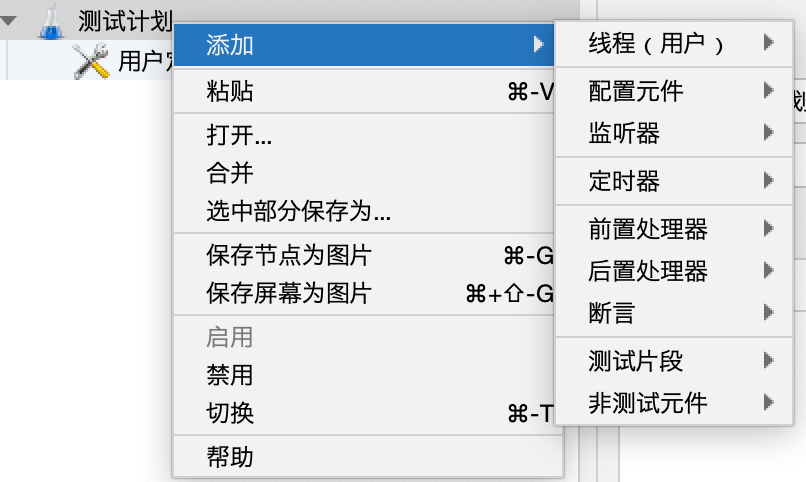 测试计划
用户
添加
粘贴 ⌘-V
打开...
合并
选中部分保存为...
保存节点为图片 ⌘-G
保存屏幕为图片 ⌘+⇧-G
启用
禁用
切换 ⌘-T
帮助
线程（用户）
配置元件
监听器
定时器
前置处理器
后置处理器
断言
测试片段
非测试元件